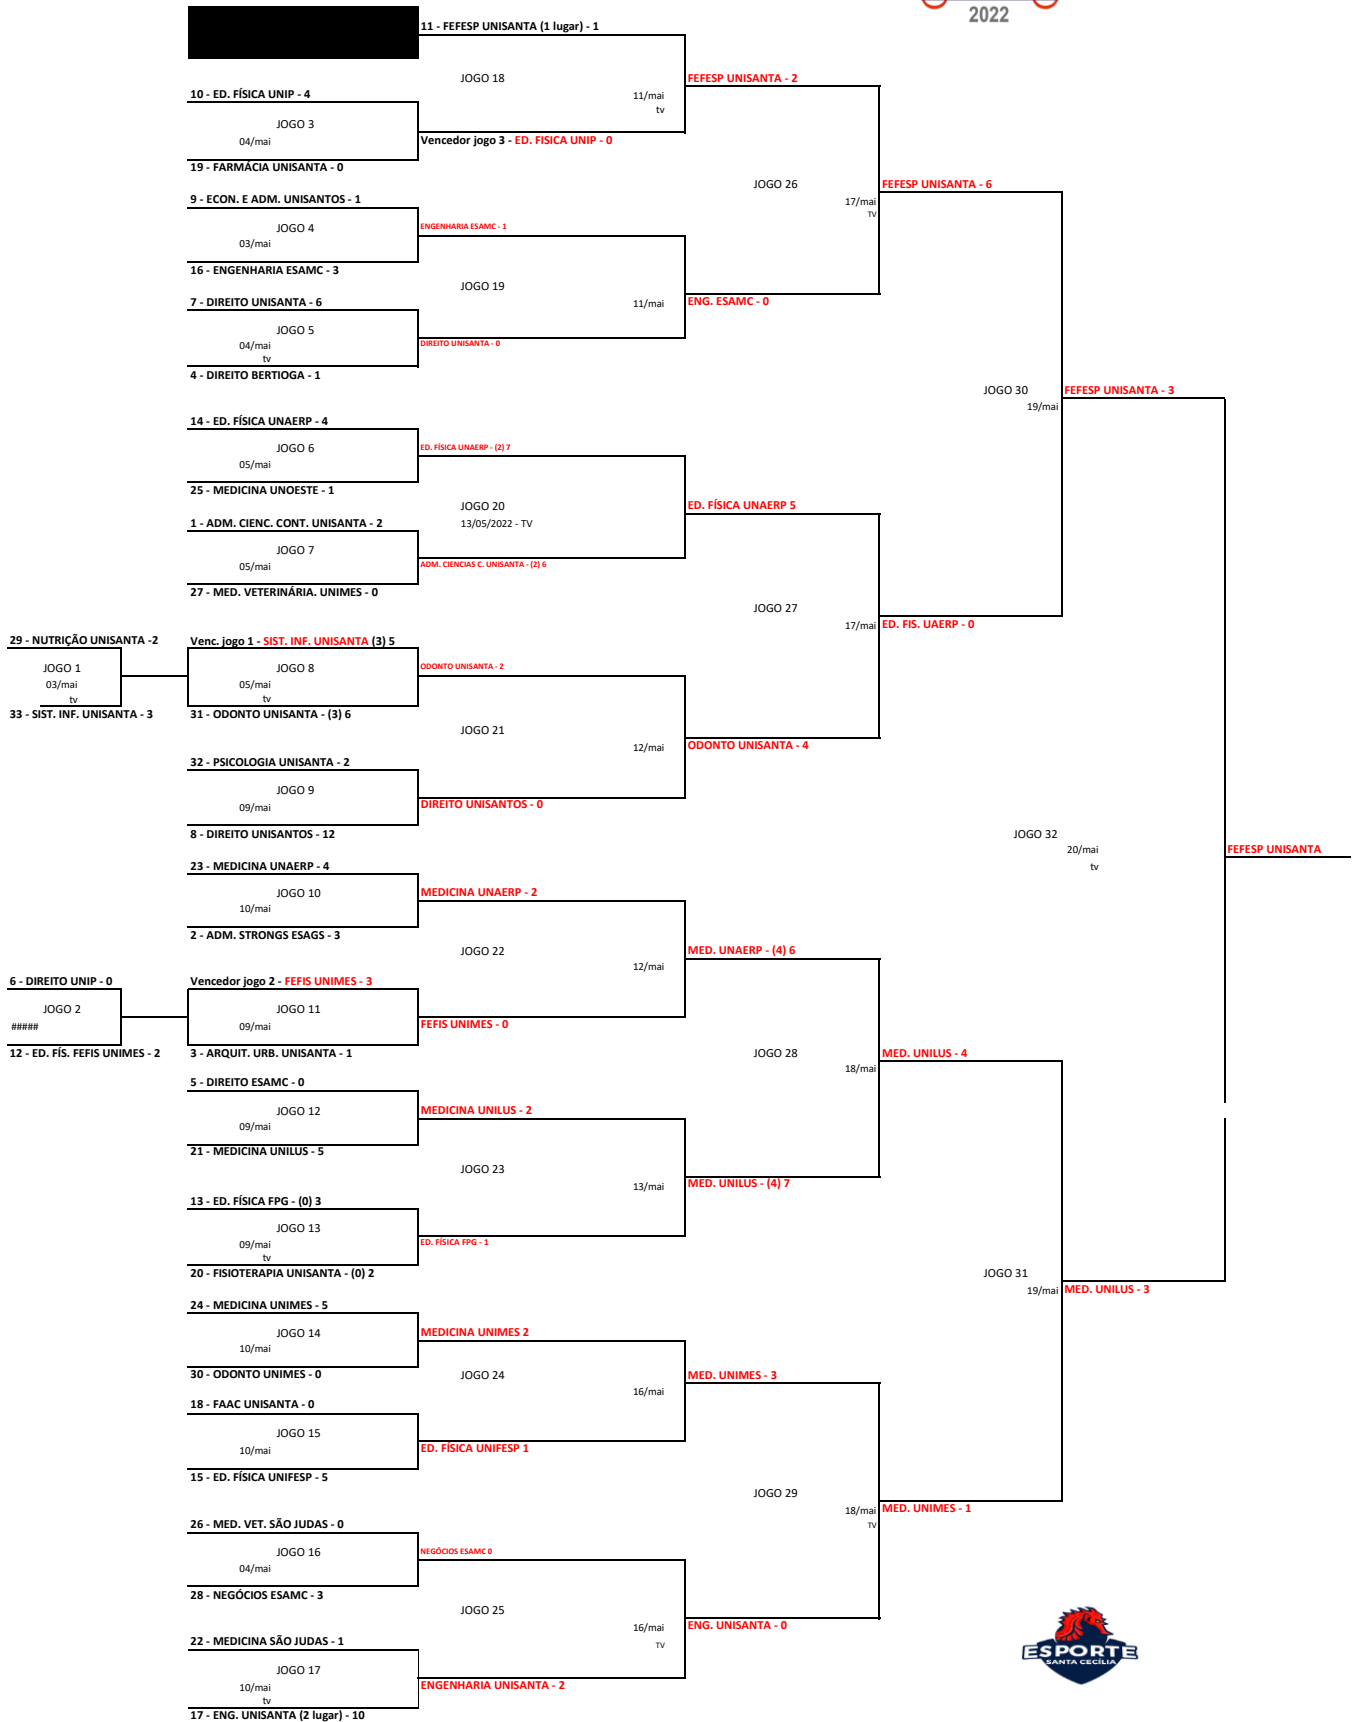 2022
11 - FEFESP UNISANTA (1 lugar) - 1
JOGO 18
FEFESP UNISANTA - 2
10 - ED. FÍSICA UNIP - 4
11/mai
tv
JOGO 3
04/mai
Vencedor jogo 3 - ED. FISICA UNIP - 0
19 - FARMÁCIA UNISANTA - 0
JOGO 26
FEFESP UNISANTA - 6
9 - ECON. E ADM. UNISANTOS - 1
17/mai
TV
JOGO 4
03/mai
ENGENHARIA ESAMC - 1
16 - ENGENHARIA ESAMC - 3
JOGO 19
7 - DIREITO UNISANTA - 6
11/mai
ENG. ESAMC - 0
JOGO 5
04/mai
tv
DIREITO UNISANTA - 0
4 - DIREITO BERTIOGA - 1
JOGO 30
FEFESP UNISANTA - 3
19/mai
14 - ED. FÍSICA UNAERP - 4
JOGO 6
05/mai
ED. FÍSICA UNAERP - (2) 7
25 - MEDICINA UNOESTE - 1
JOGO 20
ED. FÍSICA UNAERP 5
1 - ADM. CIENC. CONT. UNISANTA - 2
13/05/2022 - TV
JOGO 7
05/mai
ADM. CIENCIAS C. UNISANTA - (2) 6
27 - MED. VETERINÁRIA. UNIMES - 0
JOGO 27
17/mai
ED. FIS. UAERP - 0
29 - NUTRIÇÃO UNISANTA -2
Venc. jogo 1 - SIST. INF. UNISANTA (3) 5
JOGO 1
03/mai
tv
JOGO 8
05/mai
tv
ODONTO UNISANTA - 2
33 - SIST. INF. UNISANTA - 3
31 - ODONTO UNISANTA - (3) 6
JOGO 21
12/mai
ODONTO UNISANTA - 4
32 - PSICOLOGIA UNISANTA - 2
JOGO 9
09/mai
DIREITO UNISANTOS - 0
8 - DIREITO UNISANTOS - 12
JOGO 32
20/mai
tv
FEFESP UNISANTA
23 - MEDICINA UNAERP - 4
JOGO 10
10/mai
MEDICINA UNAERP - 2
2 - ADM. STRONGS ESAGS - 3
JOGO 22
12/mai
MED. UNAERP - (4) 6
6 - DIREITO UNIP - 0
Vencedor jogo 2 - FEFIS UNIMES - 3
JOGO 2
#####
JOGO 11
09/mai
FEFIS UNIMES - 0
12 - ED. FÍS. FEFIS UNIMES - 2
3 - ARQUIT. URB. UNISANTA - 1
JOGO 28
18/mai
MED. UNILUS - 4
5 - DIREITO ESAMC - 0
JOGO 12
09/mai
MEDICINA UNILUS - 2
21 - MEDICINA UNILUS - 5
JOGO 23
13/mai
MED. UNILUS - (4) 7
13 - ED. FÍSICA FPG - (0) 3
JOGO 13
09/mai
tv
ED. FÍSICA FPG - 1
20 - FISIOTERAPIA UNISANTA - (0) 2
JOGO 31
19/mai
MED. UNILUS - 3
24 - MEDICINA UNIMES - 5
JOGO 14
10/mai
MEDICINA UNIMES 2
30 - ODONTO UNIMES - 0
JOGO 24
16/mai
MED. UNIMES - 3
18 - FAAC UNISANTA - 0
JOGO 15
10/mai
ED. FÍSICA UNIFESP 1
15 - ED. FÍSICA UNIFESP - 5
JOGO 29
18/mai
TV
MED. UNIMES - 1
26 - MED. VET. SÃO JUDAS - 0
JOGO 16
04/mai
NEGÓCIOS ESAMC 0
28 - NEGÓCIOS ESAMC - 3
JOGO 25
16/mai
TV
ENG. UNISANTA - 0
22 - MEDICINA SÃO JUDAS - 1
JOGO 17
10/mai
tv
ENGENHARIA UNISANTA - 2
17 - ENG. UNISANTA (2 lugar) - 10
ESPORTE
SANTA CECÍLIA